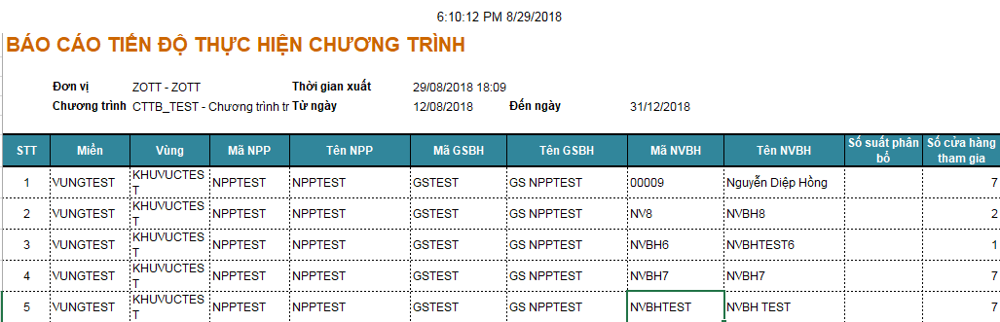 6:10:12 PM 8/29/2018
BÁO CÁO TIẾN ĐỘ THỰC HIỆN CHƯƠNG TRÌNH
Đơn vị ZOTT - ZOTT Thời gian xuất 29/08/2018 18:09
Chương trình CTTB_TEST - Chương trình tr Từ ngày 12/08/2018 Đến ngày 31/12/2018
STT Miền Vùng Mã NPP Tên NPP Mã GSBH Tên GSBH Mã NVBH Tên NVBH Số suất phân bổ Số cửa hàng tham gia
1 VUNGTEST KHUVUCTEST NPPTEST NPPTEST GSTEST GS NPPTEST 00009 Nguyễn Diệp Hồng 7
2 VUNGTEST KHUVUCTEST NPPTEST NPPTEST GSTEST GS NPPTEST NV8 NVBH8 2
3 VUNGTEST KHUVUCTEST NPPTEST NPPTEST GSTEST GS NPPTEST NVBH6 NVBHTEST6 1
4 VUNGTEST KHUVUCTEST NPPTEST NPPTEST GSTEST GS NPPTEST NVBH7 NVBH7 7
5 VUNGTEST KHUVUCTEST NPPTEST NPPTEST GSTEST GS NPPTEST NVBHTEST NVBH TEST 7